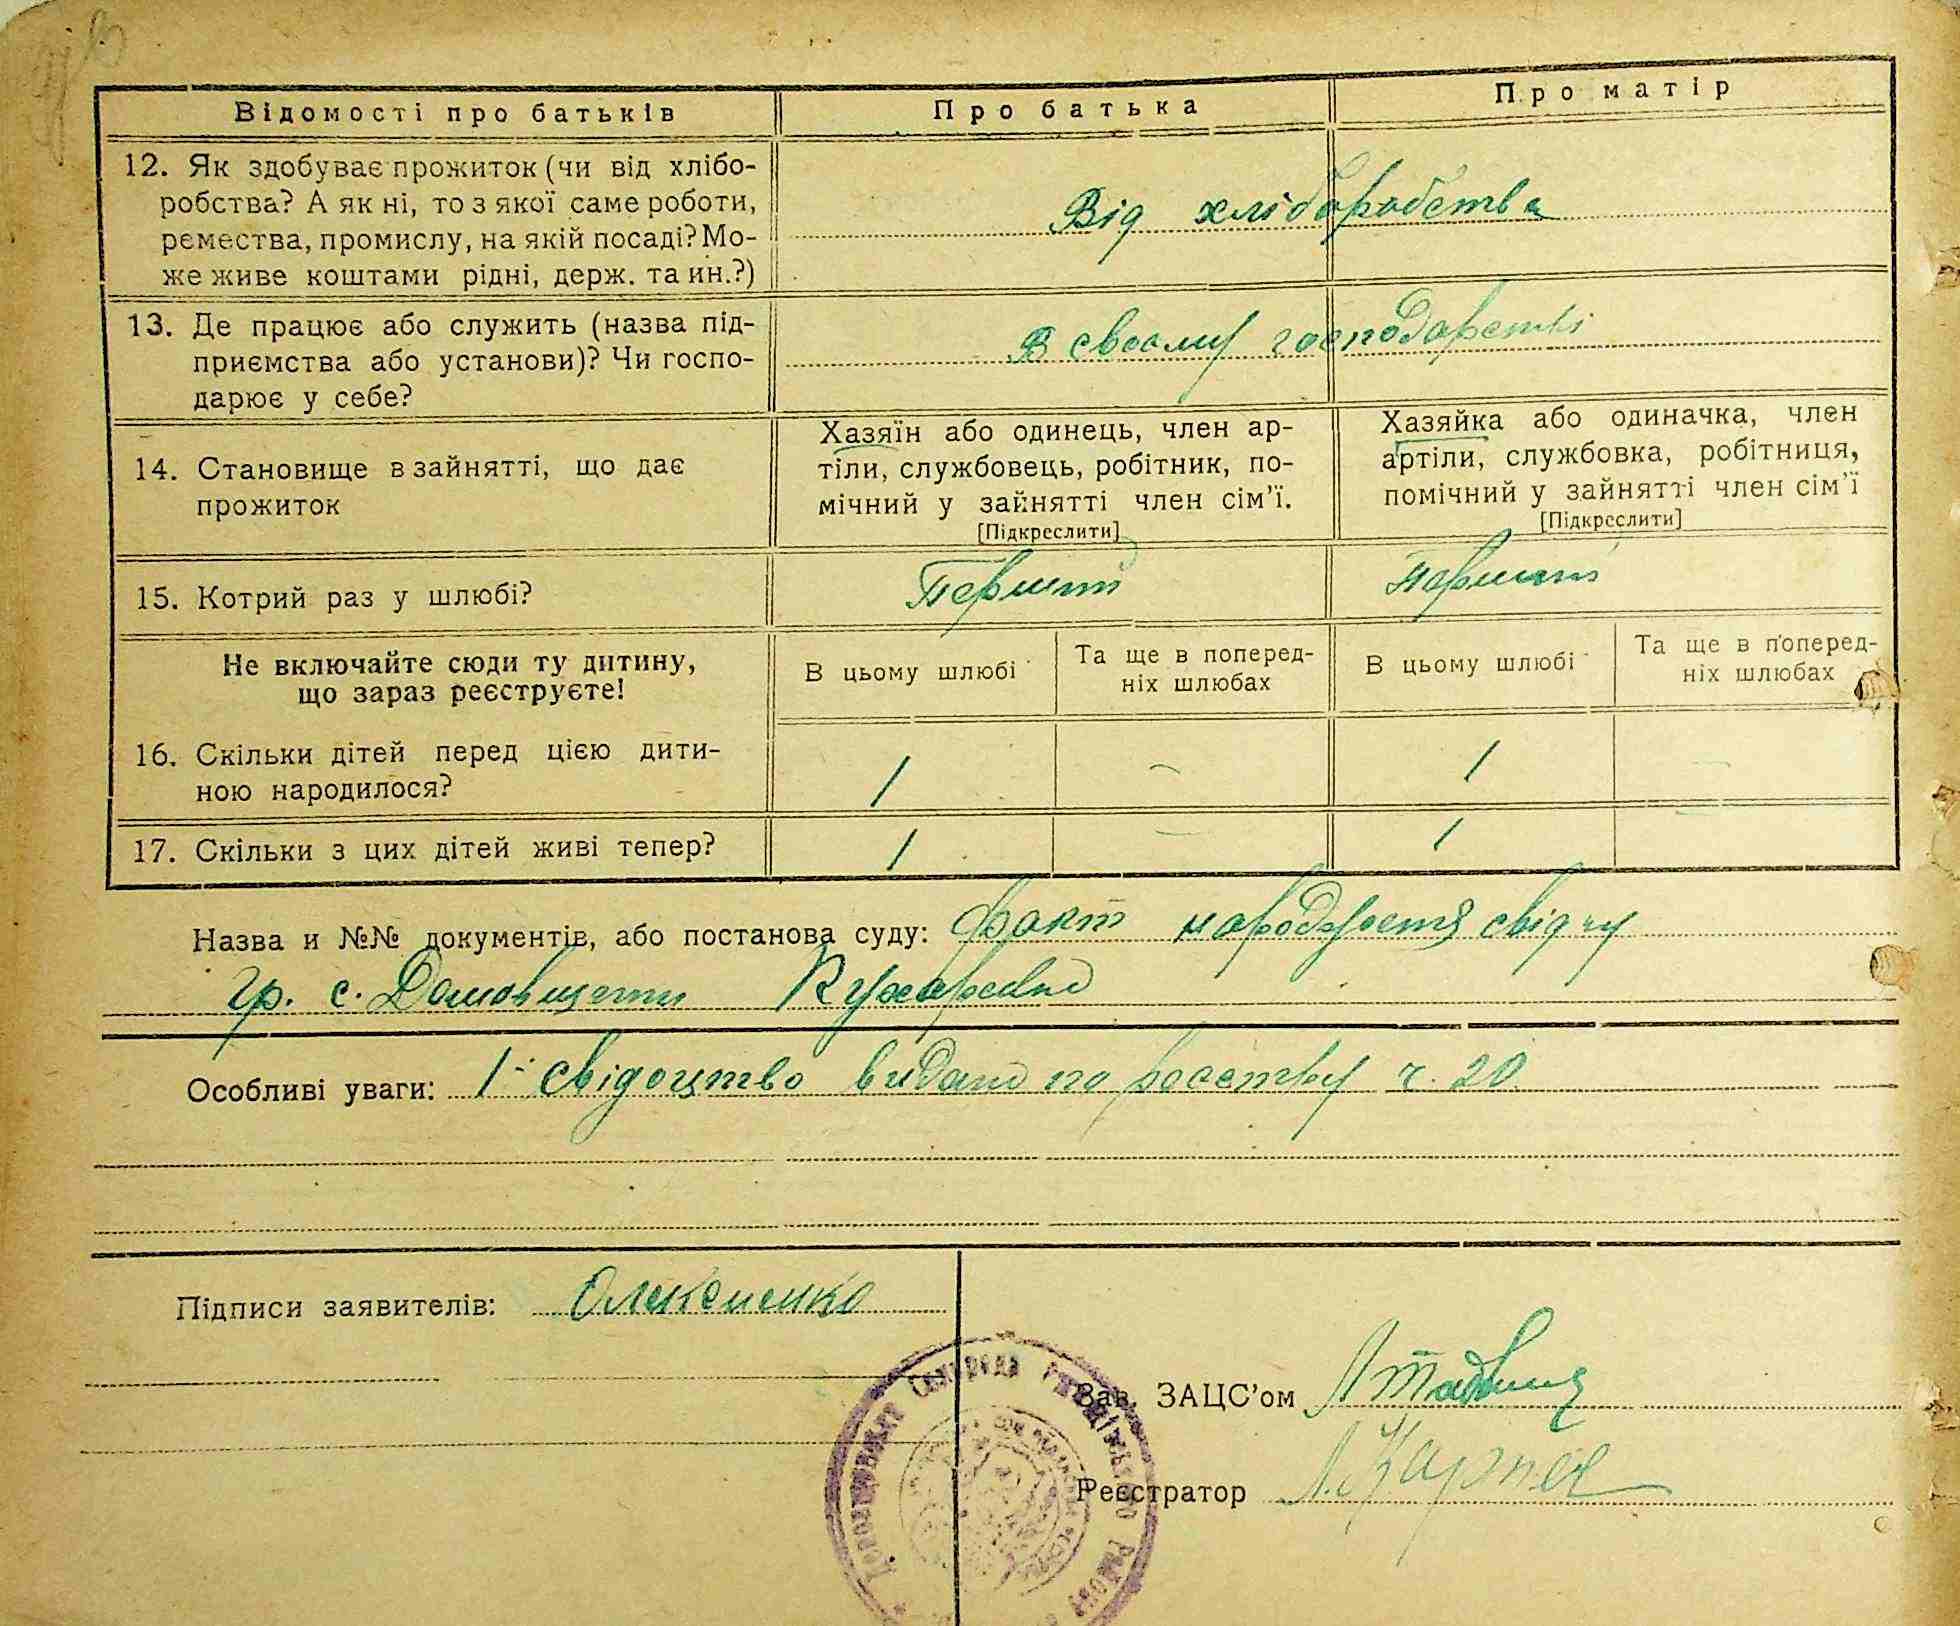 Відомості про батьків
Про батька
Про матір
12. Як здобуває прожиток (чи від хлібо-
робства? А як ні, то з якої саме роботи,
ремества, промислу, на якій посаді? Мо-
же живе коштами рідні, держ. та ин.?)
Від хліборобства
13. Де працює або служить (назва під-
приємства або установи)? Чи госпо-
дарює у себе?
В своєму господарстві
14. Становище в зайнятті, що дає
прожиток
Хазяїн або одинець, член ар-
тіли, службовець, робітник, по-
мічний у зайнятті член сім'ї.
[Підкреслити]
Хазяйка або одиначка, член
артіли, службовка, робітниця,
помічний у зайнятті член сім'ї
[Підкреслити]
15. Котрий раз у шлюбі?
Перший
Перший
Не включайте сюди ту дитину,
що зараз реєструєте!
В цьому шлюбі
Та ще в поперед-
ніх шлюбах
В цьому шлюбі
Та ще в поперед-
ніх шлюбах
16. Скільки дітей перед цією дити-
ною народилося?
1
–
1
–
17. Скільки з цих дітей живі тепер?
1
–
1
–
Назва и №№ документів, або постанова суду: факт народження свідчу
гр. с.
Особливі уваги: 1- свідоцтво видано по реєстру ч. 20.
Підписи заявителів: Олексієнко
Зав. ЗАЦС'ом
Реєстратор
Сельрада
Району